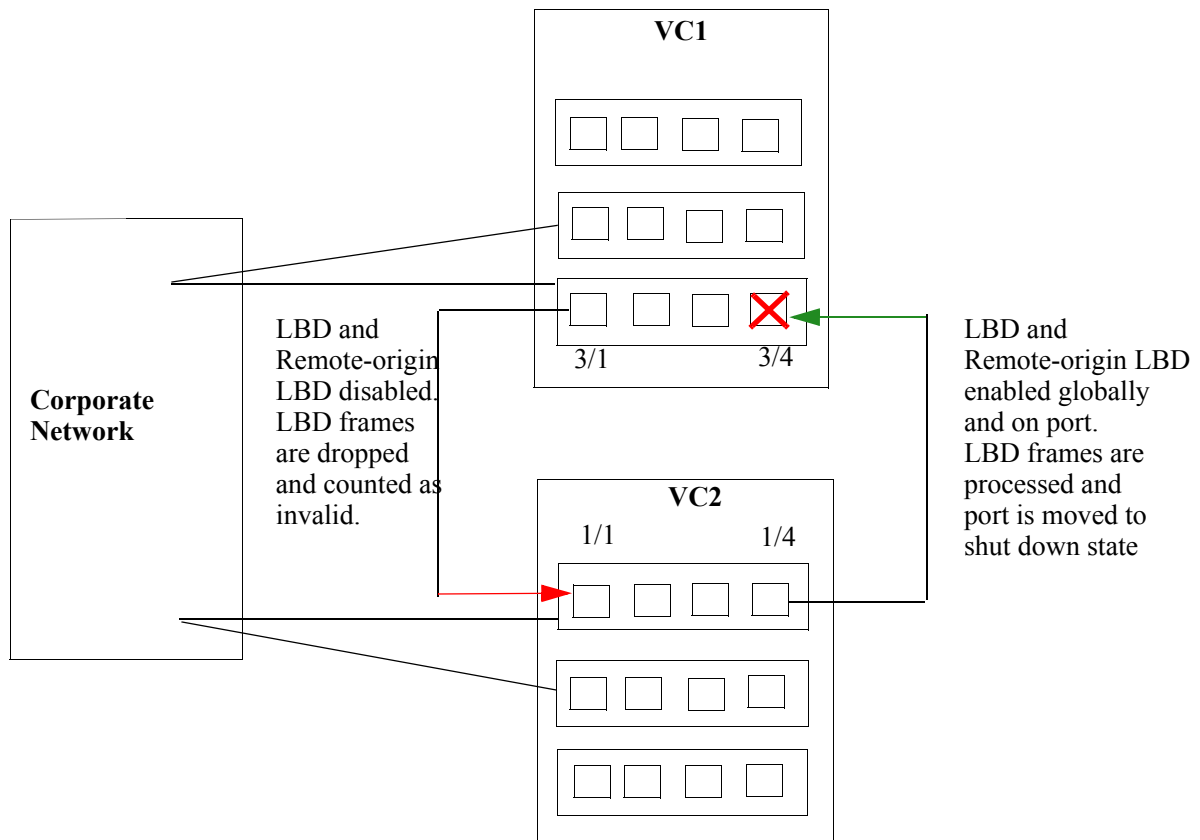 VC1
3/1
3/4
LBD and
Remote-origin
LBD disabled.
LBD frames
are dropped
and counted as
invalid.
Corporate
Network
LBD and
Remote-origin LBD
enabled globally
and on port.
LBD frames are
processed and
port is moved to
shut down state
VC2
1/1
1/4